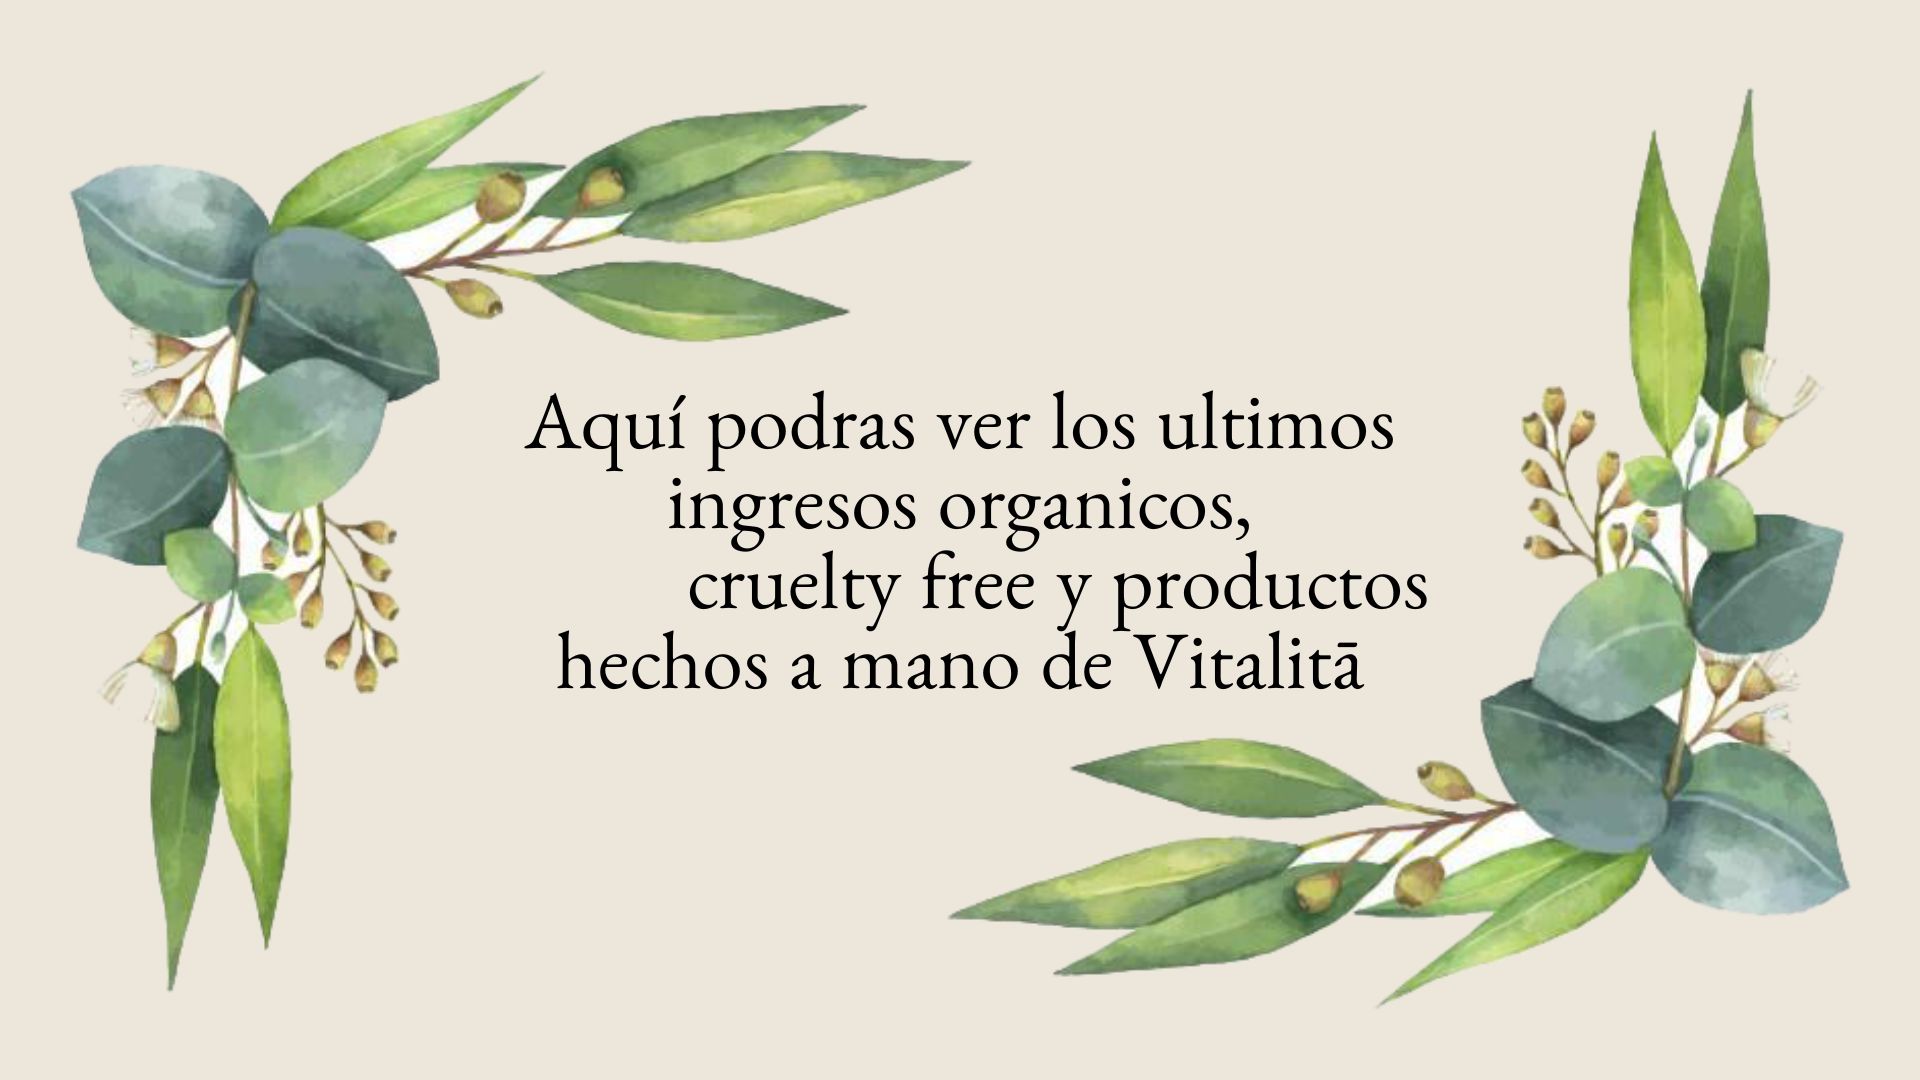 Aquí podras ver los ultimos
ingresos organicos,
cruelty free y productos
hechos a mano de Vitalitā